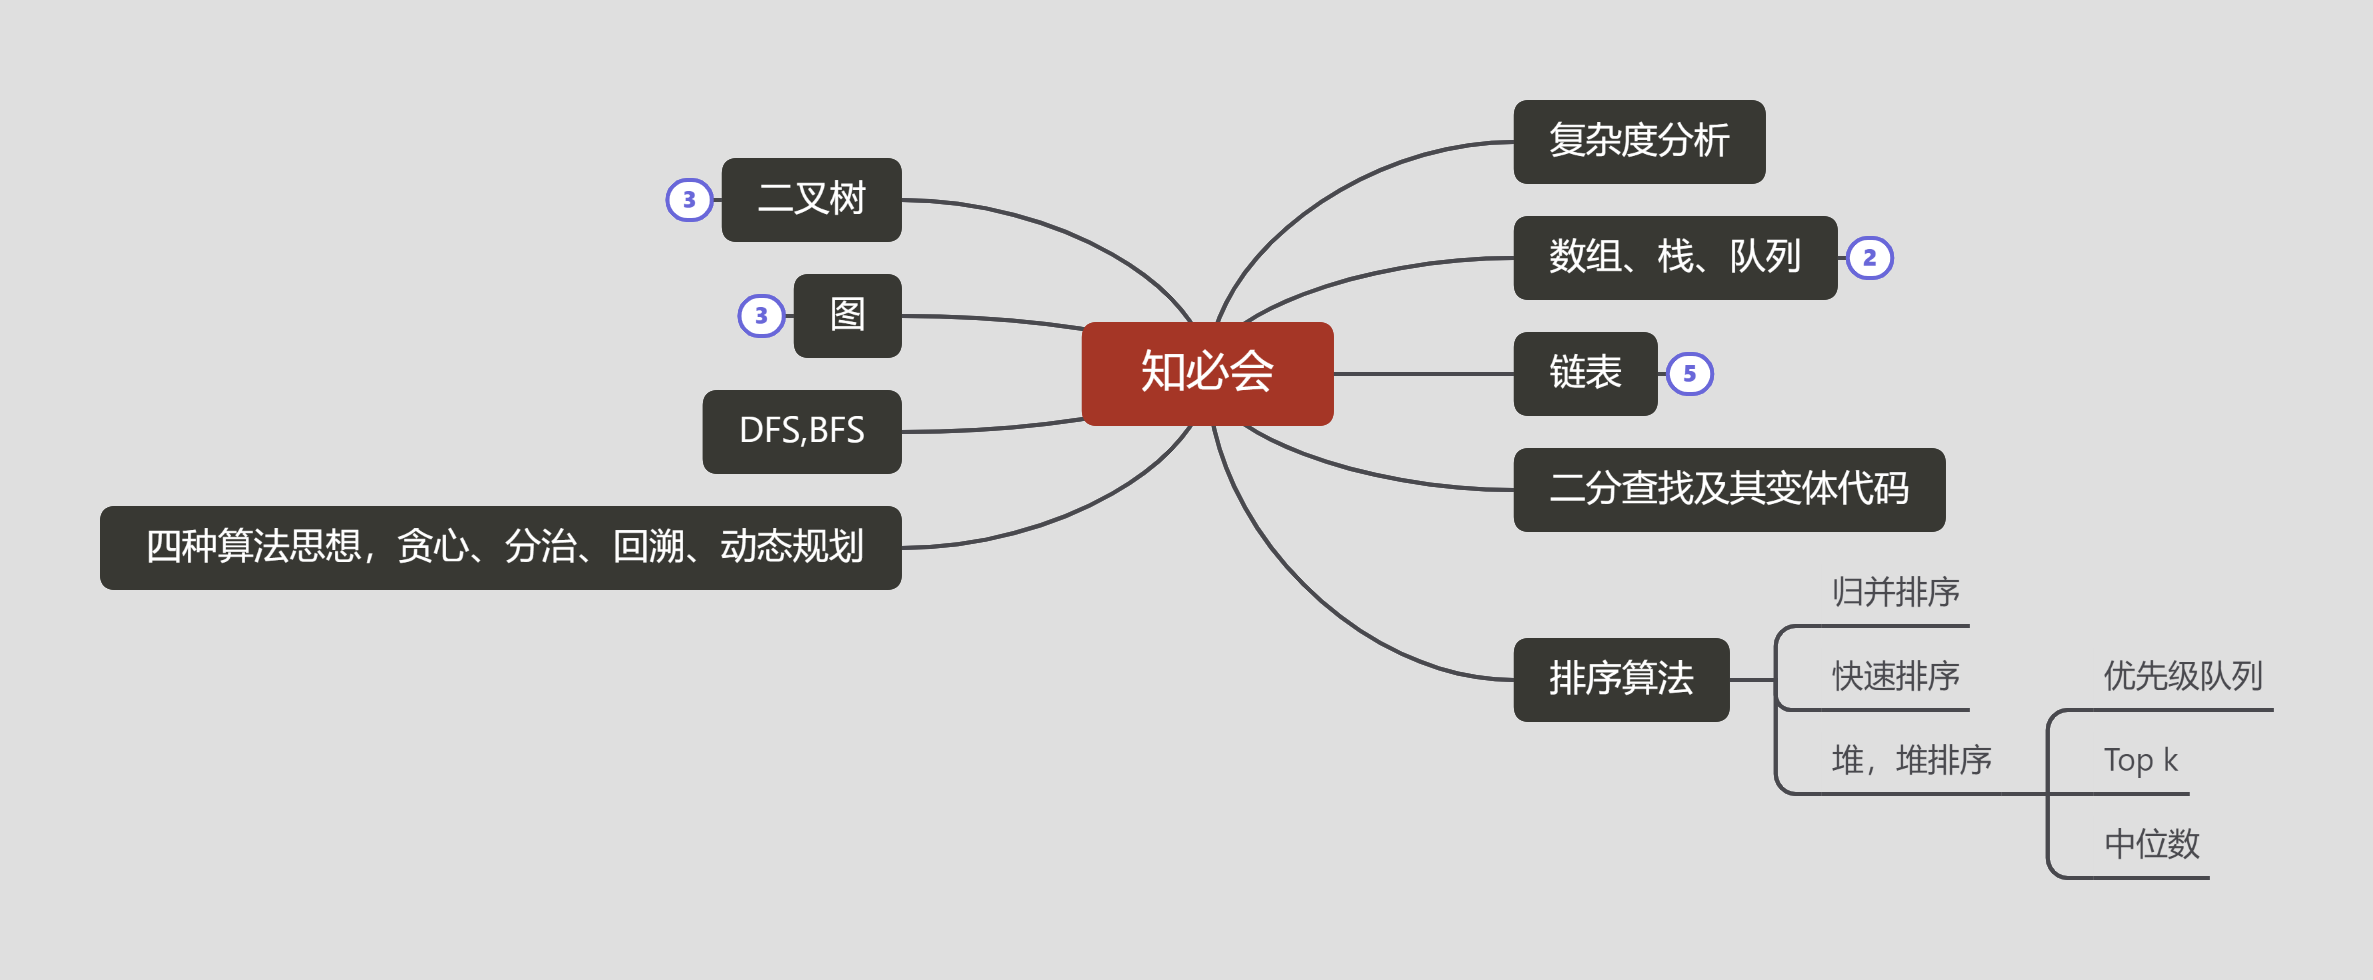 知必会
复杂度分析
数组、栈、队列
2
链表
5
二分查找及其变体代码
排序算法
归并排序
快速排序
堆，堆排序
优先级队列
Top k
中位数
二叉树
3
图
3
DFS,BFS
四种算法思想，贪心、分治、回溯、动态规划